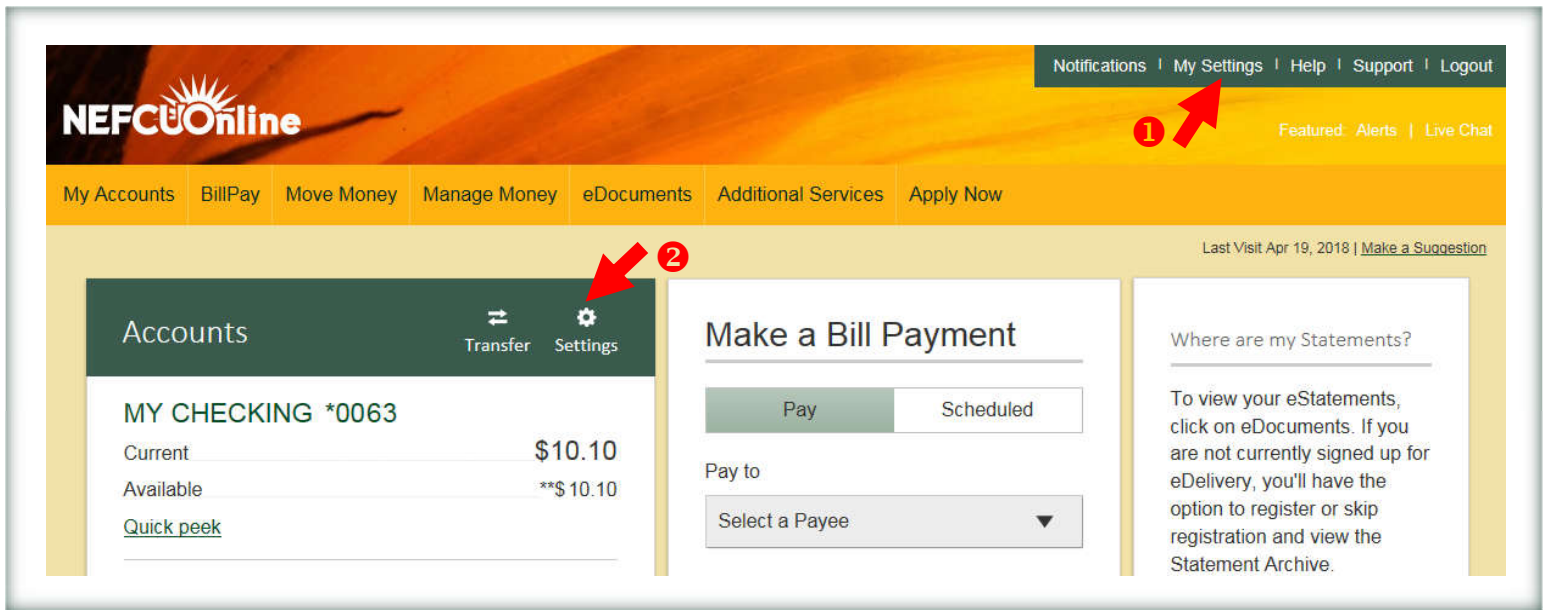 Notifications | My Settings | Help | Support | Logout
NEFCUOnline
1
Featured: Alerts | Live Chat
My Accounts BillPay Move Money Manage Money eDocuments Additional Services Apply Now
2
Last Visit Apr 19, 2018 | Make a Suggestion
Accounts
Transfer Settings
MY CHECKING *0063
Current $10.10
Available **$10.10
Quick peek
Make a Bill Payment
Pay Scheduled
Pay to
Select a Payee
Where are my Statements?
To view your eStatements,
click on eDocuments. If you
are not currently signed up for
eDelivery, you'll have the
option to register or skip
registration and view the
Statement Archive.